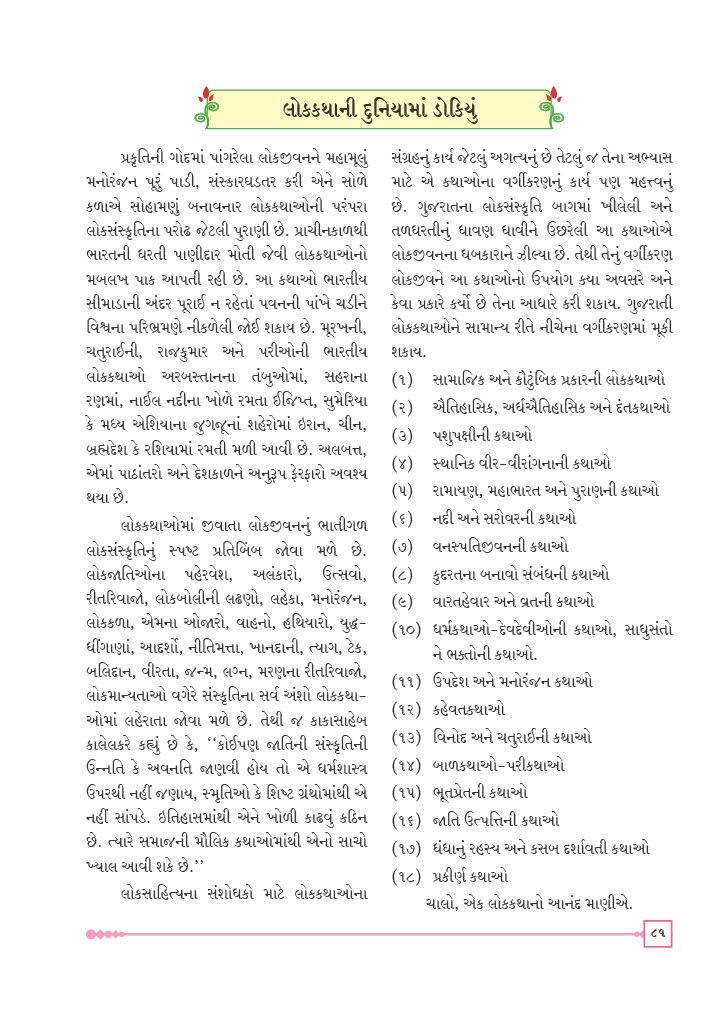 લોકકથાની દુનિયામાં ડોકિયું
પ્રકૃતિની ગોદમાં પાંગરેલા લોકજીવનને મહામૂલું
મનોરંજન પૂરું પાડી, સંસ્કારઘડતર કરી એને સોળે
કળાએ સોહામણું બનાવનાર લોકકથાઓની પરંપરા
લોકસંસ્કૃતિના પરોઢ જેટલી પુરાણી છે. પ્રાચીનકાળથી
ભારતની ધરતી પાણીદાર મોતી જેવી લોકકથાઓનો
મબલખ પાક આપતી રહી છે. આ કથાઓ ભારતીય
સીમાડાની અંદર પૂરાઈ ન રહેતાં પવનની પાંખે ચડીને
વિશ્વના પરિભ્રમણે નીકળેલી જોઈ શકાય છે. મૂરખની,
ચતુરાઈની, રાજકુમાર અને પરીઓની ભારતીય
લોકકથાઓ અરબસ્તાનના તંબુઓમાં, સહરાના
રણમાં, નાઈલ નદીના ખોળે રમતા ઈજિપ્ત, સુમેરિયા
કે મધ્ય એશિયાના જુગજૂનાં શહેરોમાં ઇરાન, ચીન,
બ્રહ્મદેશ કે રશિયામાં રમતી મળી આવી છે. અલબત્ત,
એમાં પાઠાંતરો અને દેશકાળને અનુરૂપ ફેરફારો અવશ્ય
થયા છે.
લોકકથાઓમાં જીવાતા લોકજીવનનું ભાતીગળ
લોકસંસ્કૃતિનું સ્પષ્ટ પ્રતિબિંબ જોવા મળે છે.
લોકજાતિઓના પહેરવેશ, અલંકારો, ઉત્સવો,
રીતરિવાજો, લોકબોલીની લઢણો, લહેકા, મનોરંજન,
લોકકળા, એમના ઓજારો, વાહનો, હથિયારો, યુદ્ધ-
ધીંગાણાં, આદર્શો, નીતિમત્તા, ખાનદાની, ત્યાગ, ટેક,
બલિદાન, વીરતા, જન્મ, લગ્ન, મરણના રીતરિવાજો,
લોકમાન્યતાઓ વગેરે સંસ્કૃતિના સર્વ અંશો લોકકથા-
ઓમાં લહેરાતા જોવા મળે છે. તેથી જ કાકાસાહેબ
કાલેલકરે કહ્યું છે કે, ‘‘કોઈપણ જાતિની સંસ્કૃતિની
ઉન્નતિ કે અવનતિ જાણવી હોય તો એ ધર્મશાસ્ત્ર
ઉપરથી નહીં જણાય, સ્મૃતિઓ કે શિષ્ટ ગ્રંથોમાંથી એ
નહીં સાંપડે. ઇતિહાસમાંથી એને ખોળી કાઢવું કઠિન
છે. ત્યારે સમાજની મૌલિક કથાઓમાંથી એનો સાચો
ખ્યાલ આવી શકે છે.’’
લોકસાહિત્યના સંશોધકો માટે લોકકથાઓના
સંગ્રહનું કાર્ય જેટલું અગત્યનું છે તેટલું જ તેના અભ્યાસ
માટે એ કથાઓના વર્ગીકરણનું કાર્ય પણ મહત્ત્વનું
છે. ગુજરાતના લોકસંસ્કૃતિ બાગમાં ખીલેલી અને
તળધરતીનું ધાવણ ધાવીને ઉછરેલી આ કથાઓએ
લોકજીવનના ધબકારાને ઝીલ્યા છે. તેથી તેનું વર્ગીકરણ
લોકજીવને આ કથાઓનો ઉપયોગ કયા અવસરે અને
કેવા પ્રકારે કર્યો છે તેના આધારે કરી શકાય. ગુજરાતી
લોકકથાઓને સામાન્ય રીતે નીચેના વર્ગીકરણમાં મૂકી
શકાય.
(૧) સામાજિક અને કૌટુંબિક પ્રકારની લોકકથાઓ
(૨) ઐતિહાસિક, અર્ધઐતિહાસિક અને દંતકથાઓ
(૩) પશુપક્ષીની કથાઓ
(૪) સ્થાનિક વીર-વીરાંગનાની કથાઓ
(૫) રામાયણ, મહાભારત અને પુરાણની કથાઓ
(૬) નદી અને સરોવરની કથાઓ
(૭) વનસ્પતિજીવનની કથાઓ
(૮) કુદરતના બનાવો સંબંધની કથાઓ
(૯) વારતહેવાર અને વ્રતની કથાઓ
(૧૦) ધર્મકથાઓ-દેવદેવીઓની કથાઓ, સાધુસંતો
ને ભક્તોની કથાઓ.
(૧૧) ઉપદેશ અને મનોરંજન કથાઓ
(૧૨) કહેવતકથાઓ
(૧૩) વિનોદ અને ચતુરાઈની કથાઓ
(૧૪) બાળકથાઓ-પરીકથાઓ
(૧૫) ભૂતપ્રેતની કથાઓ
(૧૬) જાતિ ઉત્પત્તિની કથાઓ
(૧૭) ધંધાનું રહસ્ય અને કસબ દર્શાવતી કથાઓ
(૧૮) પ્રકીર્ણ કથાઓ
ચાલો, એક લોકકથાનો આનંદ માણીએ.
૮૧